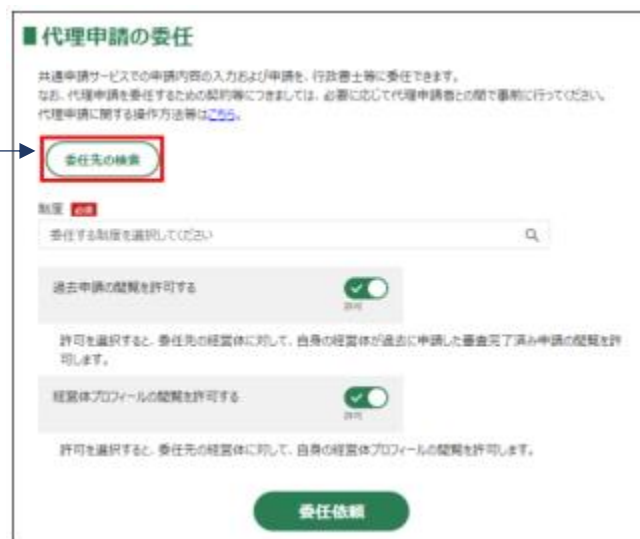 代理申請の委任
共通申請サービスでの申請内容の入力および申請を、行政書士等に委任できます。
なお、代理申請を委任するための契約等につきましては、必要に応じて代理申請者との間で事前に行ってください。
代理申請に関する操作方法等はこちら。
委任先の検索
制度 必須
委任する制度を選択してください
過去申請の閲覧を許可する
許可
許可を選択すると、委任先の経営体に対して、自身の経営体が過去に申請した審査完了済み申請の閲覧を許
可します。
経営体プロフィールの閲覧を許可する
許可
許可を選択すると、委任先の経営体に対して、自身の経営体プロフィールの閲覧を許可します。
委任依頼